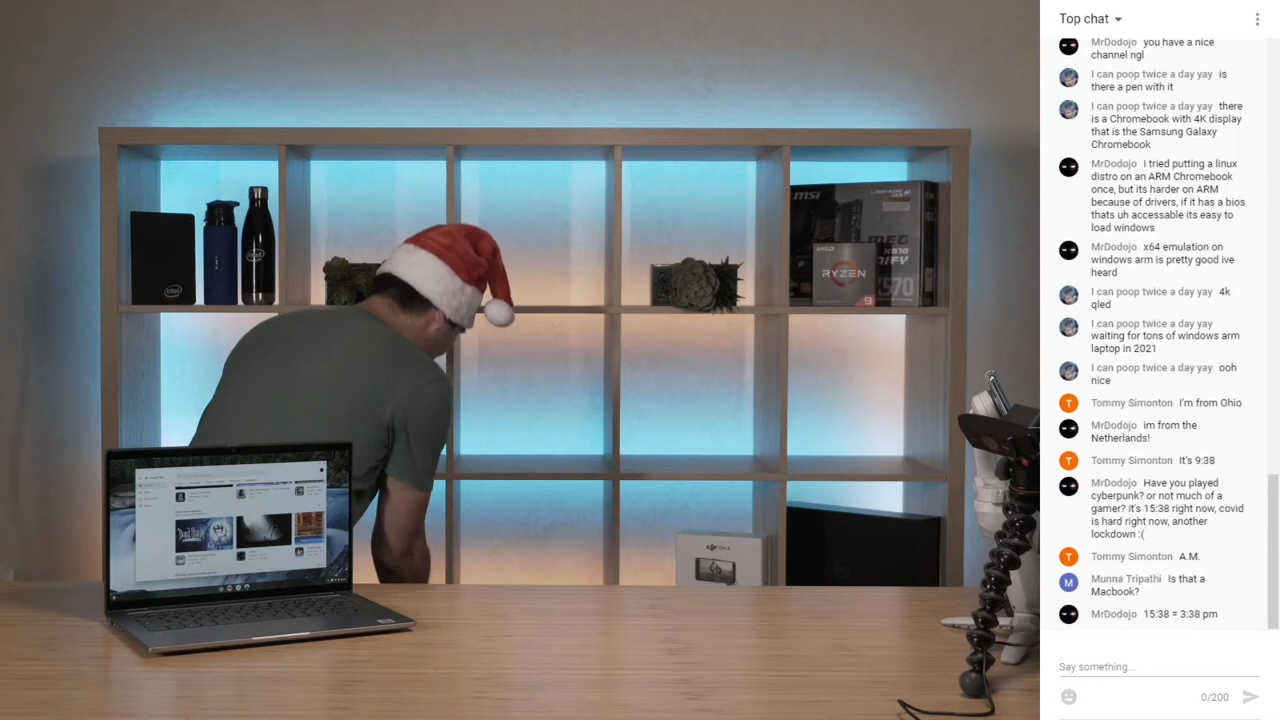 Top chat
MrDodojo you have a nice
channel ngl
I can poop twice a day yay is
there a pen with it
I can poop twice a day yay there
is a Chromebook with 4K display
that is the Samsung Galaxy
Chromebook
MrDodojo I tried putting a linux
distro on an ARM Chromebook
once, but its harder on ARM
because of drivers, if it has a bios
thats uh accessable its easy to
load windows
MrDodojo x64 emulation on
windows arm is pretty good ive
heard
I can poop twice a day yay 4k
qled
I can poop twice a day yay
waiting for tons of windows arm
laptop in 2021
I can poop twice a day yay ooh
nice
T Tommy Simonton I'm from Ohio
MrDodojo im from the
Netherlands!
T Tommy Simonton It's 9:38
MrDodojo Have you played
cyberpunk? or not much of a
gamer? it's 15:38 right now, covid
is hard right now, another
lockdown :(
T Tommy Simonton A.M.
M Munna Tripathi Is that a
Macbook?
MrDodojo 15:38 = 3:38 pm
Say something...
0/200
intel
intel
msi
AMD
RYZEN
9
X570
dji